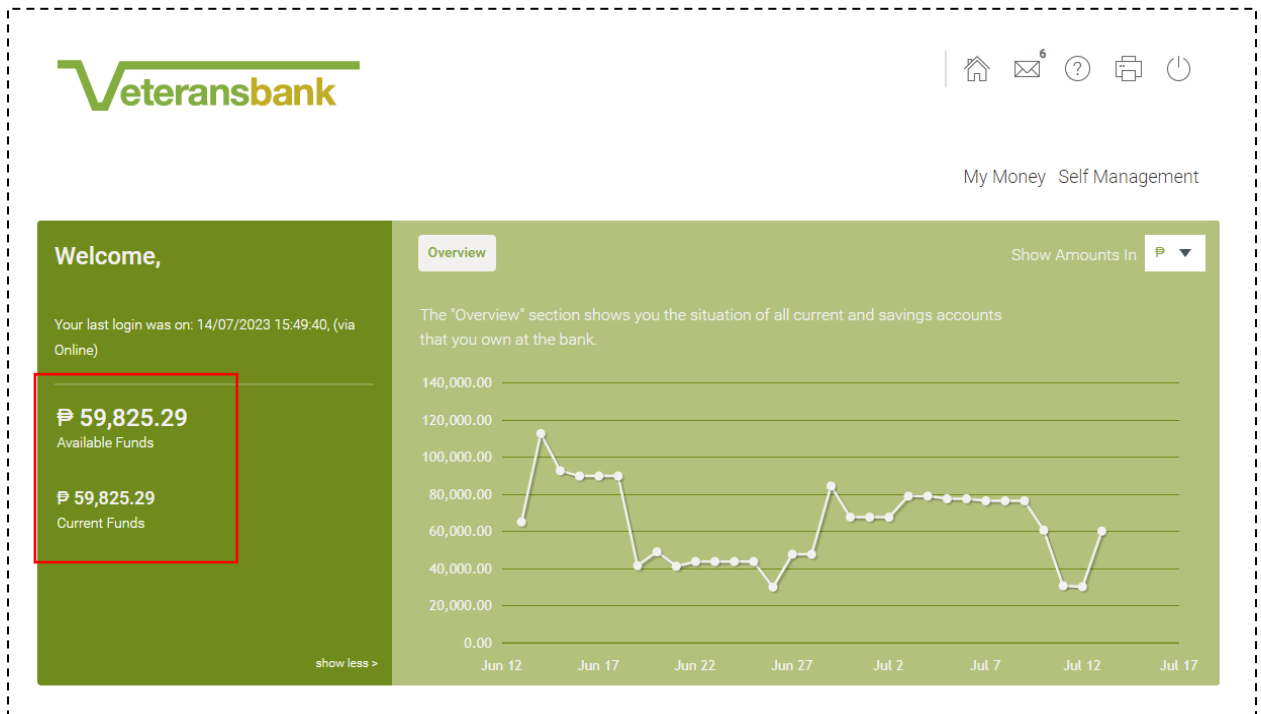 Veteransbank
6
?
My Money Self Management
Welcome,
Your last login was on: 14/07/2023 15:49:40, (via
Online)
₱ 59,825.29
Available Funds
₱ 59,825.29
Current Funds
show less >
Overview
Show Amounts In ₱
The "Overview" section shows you the situation of all current and savings accounts
that you own at the bank.
140,000.00
120,000.00
100,000.00
80,000.00
60,000.00
40,000.00
20,000.00
0.00
Jun 12 Jun 17 Jun 22 Jun 27 Jul 2 Jul 7 Jul 12 Jul 17